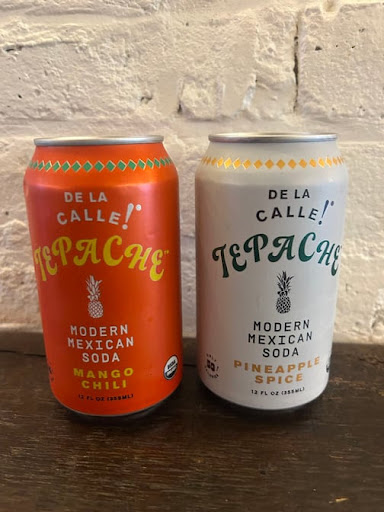 DE LA
CALLE!
TEPACHE™
MODERN
MEXICAN
SODA
MANGO
CHILI
12 FL OZ (355ML)
DE LA
CALLE!
TEPACHE
MODERN
MEXICAN
SODA
PINEAPPLE
SPICE
12 FL OZ (355ML)